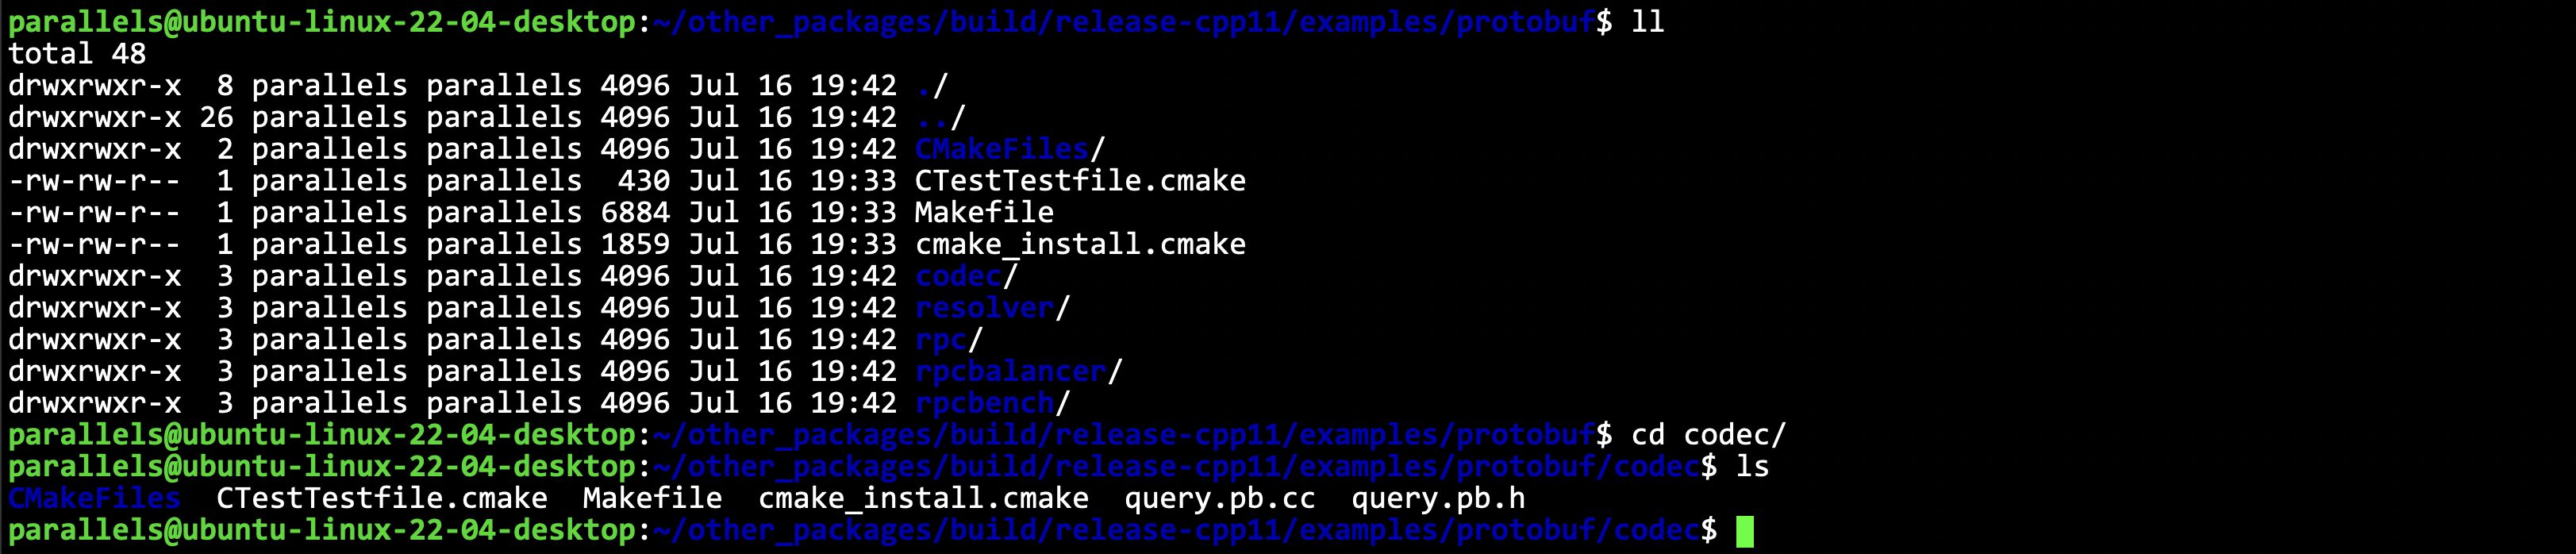 parallels@ubuntu-linux-22-04-desktop:~/other_packages/build/release-cpp11/examples/protobuf$ ll
total 48
drwxrwxr-x  8 parallels parallels 4096 Jul 16 19:42 ./
drwxrwxr-x 26 parallels parallels 4096 Jul 16 19:42 ../
drwxrwxr-x  2 parallels parallels 4096 Jul 16 19:42 CMakeFiles/
-rw-rw-r--  1 parallels parallels  430 Jul 16 19:33 CTestTestfile.cmake
-rw-rw-r--  1 parallels parallels 6884 Jul 16 19:33 Makefile
-rw-rw-r--  1 parallels parallels 1859 Jul 16 19:33 cmake_install.cmake
drwxrwxr-x  3 parallels parallels 4096 Jul 16 19:42 codec/
drwxrwxr-x  3 parallels parallels 4096 Jul 16 19:42 resolver/
drwxrwxr-x  3 parallels parallels 4096 Jul 16 19:42 rpc/
drwxrwxr-x  3 parallels parallels 4096 Jul 16 19:42 rpcbalancer/
drwxrwxr-x  3 parallels parallels 4096 Jul 16 19:42 rpcbench/
parallels@ubuntu-linux-22-04-desktop:~/other_packages/build/release-cpp11/examples/protobuf$ cd codec/
parallels@ubuntu-linux-22-04-desktop:~/other_packages/build/release-cpp11/examples/protobuf/codec$ ls
CMakeFiles  CTestTestfile.cmake  Makefile  cmake_install.cmake  query.pb.cc  query.pb.h
parallels@ubuntu-linux-22-04-desktop:~/other_packages/build/release-cpp11/examples/protobuf/codec$